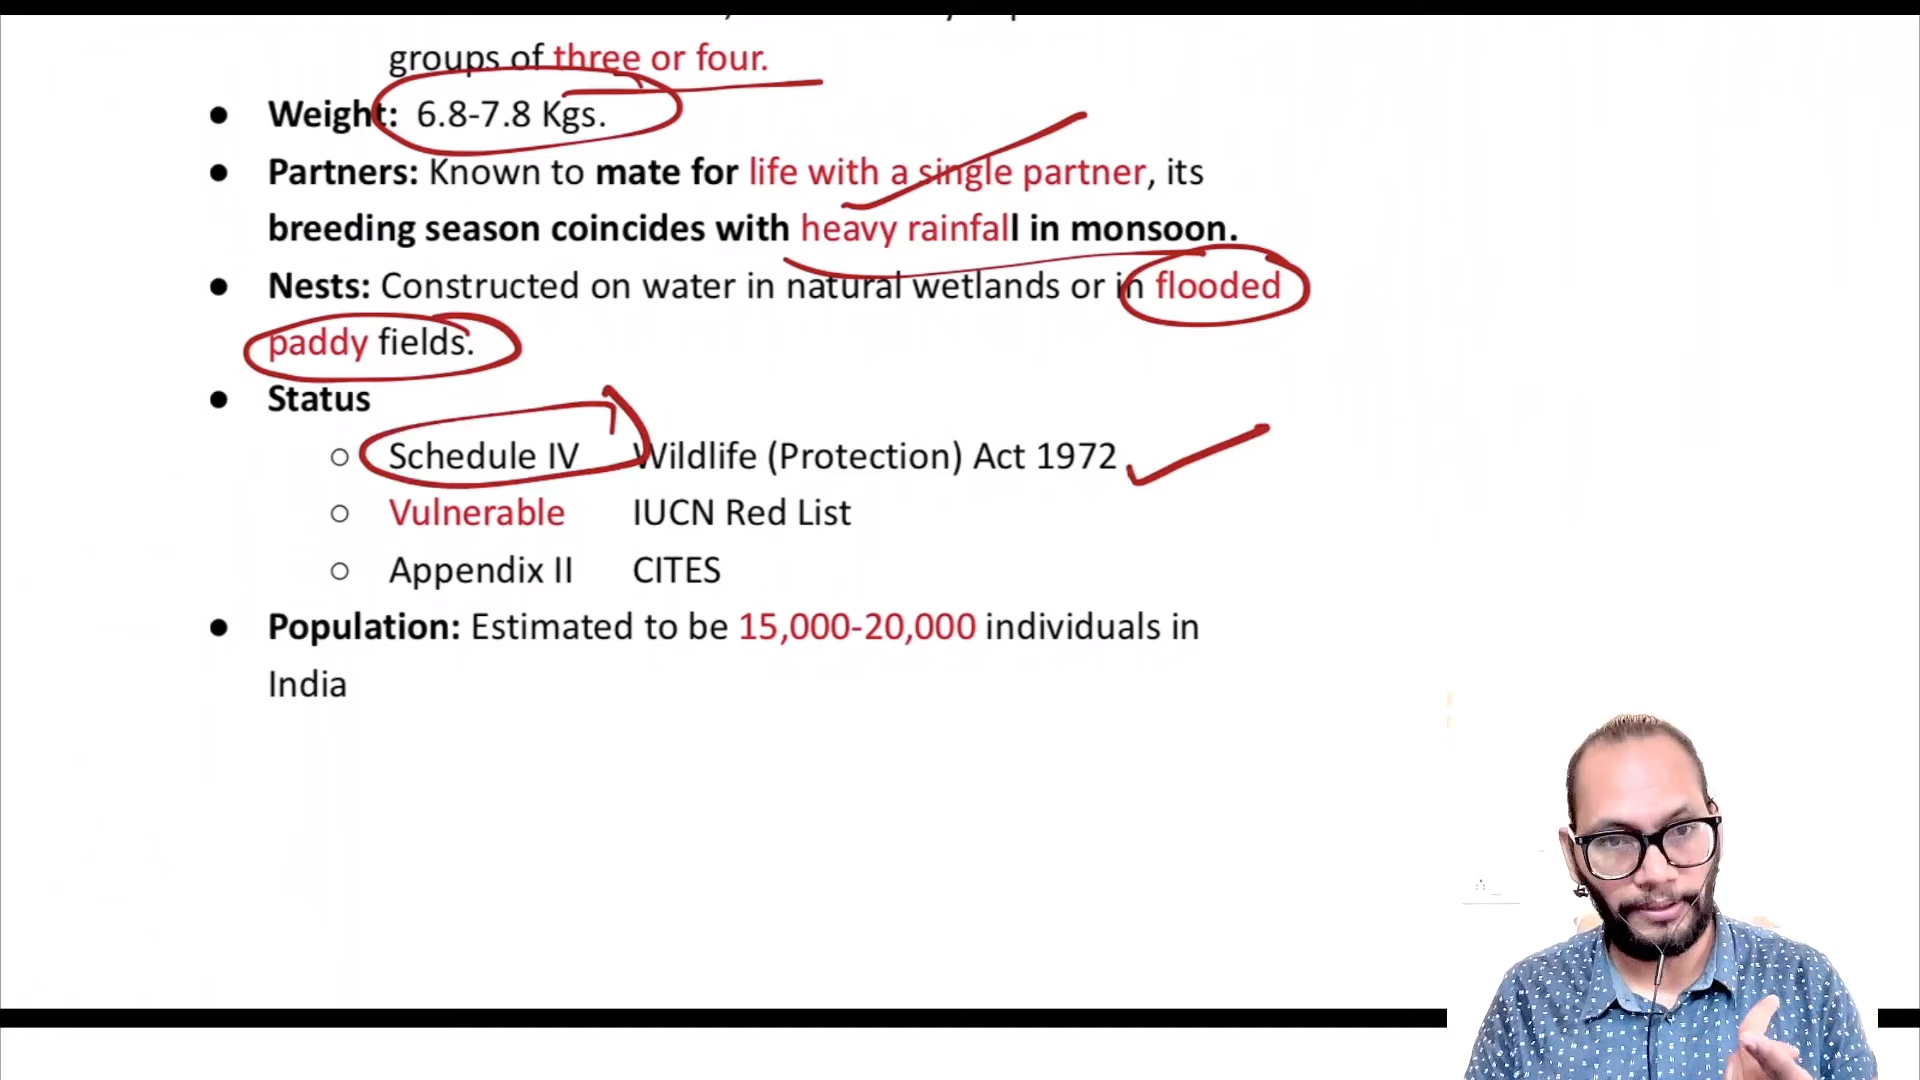 groups of three or four.
● Weight: 6.8-7.8 Kgs.
● Partners: Known to mate for life with a single partner, its
breeding season coincides with heavy rainfall in monsoon.
● Nests: Constructed on water in natural wetlands or in flooded
paddy fields.
● Status
○ Schedule IV Wildlife (Protection) Act 1972
○ Vulnerable IUCN Red List
○ Appendix II CITES
● Population: Estimated to be 15,000-20,000 individuals in
India